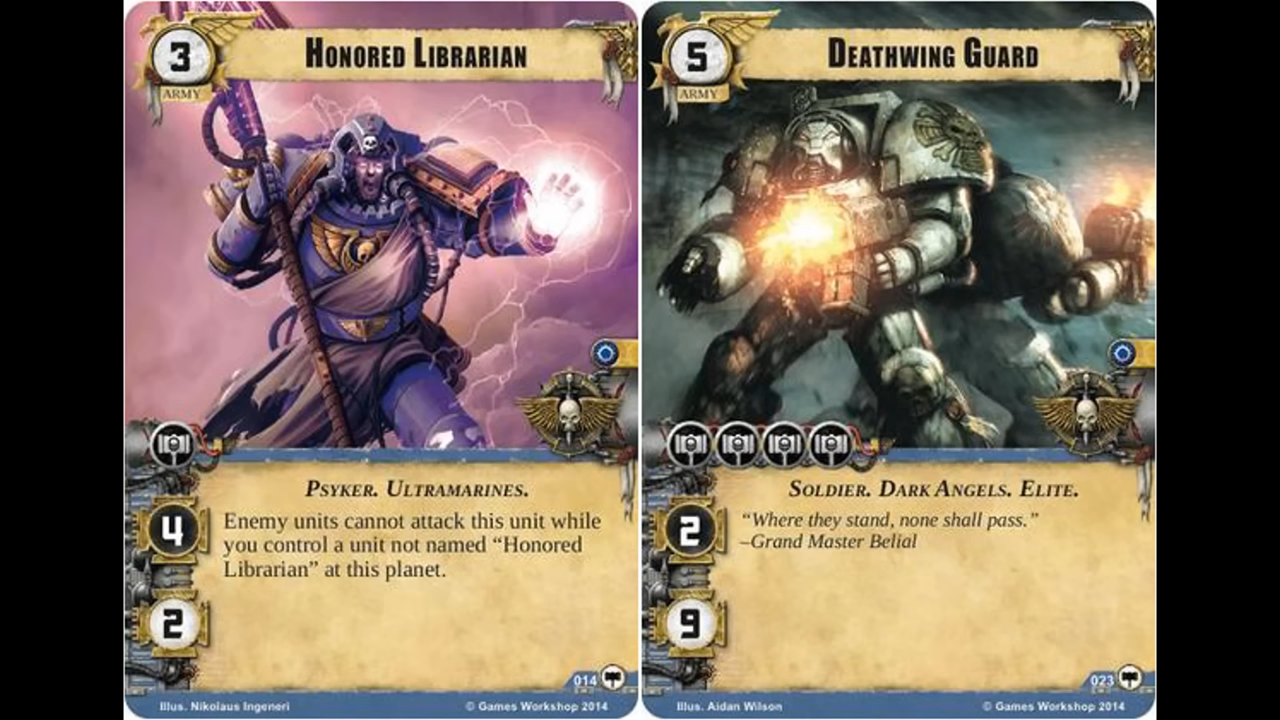 3
ARMY
HONORED LIBRARIAN
PSYKER. ULTRAMARINES.
4
Enemy units cannot attack this unit while
you control a unit not named “Honored
Librarian” at this planet.
2
014
Illus. Nikolaus Ingeneri
© Games Workshop 2014
5
ARMY
DEATHWING GUARD
SOLDIER. DARK ANGELS. ELITE.
2
“Where they stand, none shall pass.”
–Grand Master Belial
9
023
Illus. Aidan Wilson
© Games Workshop 2014